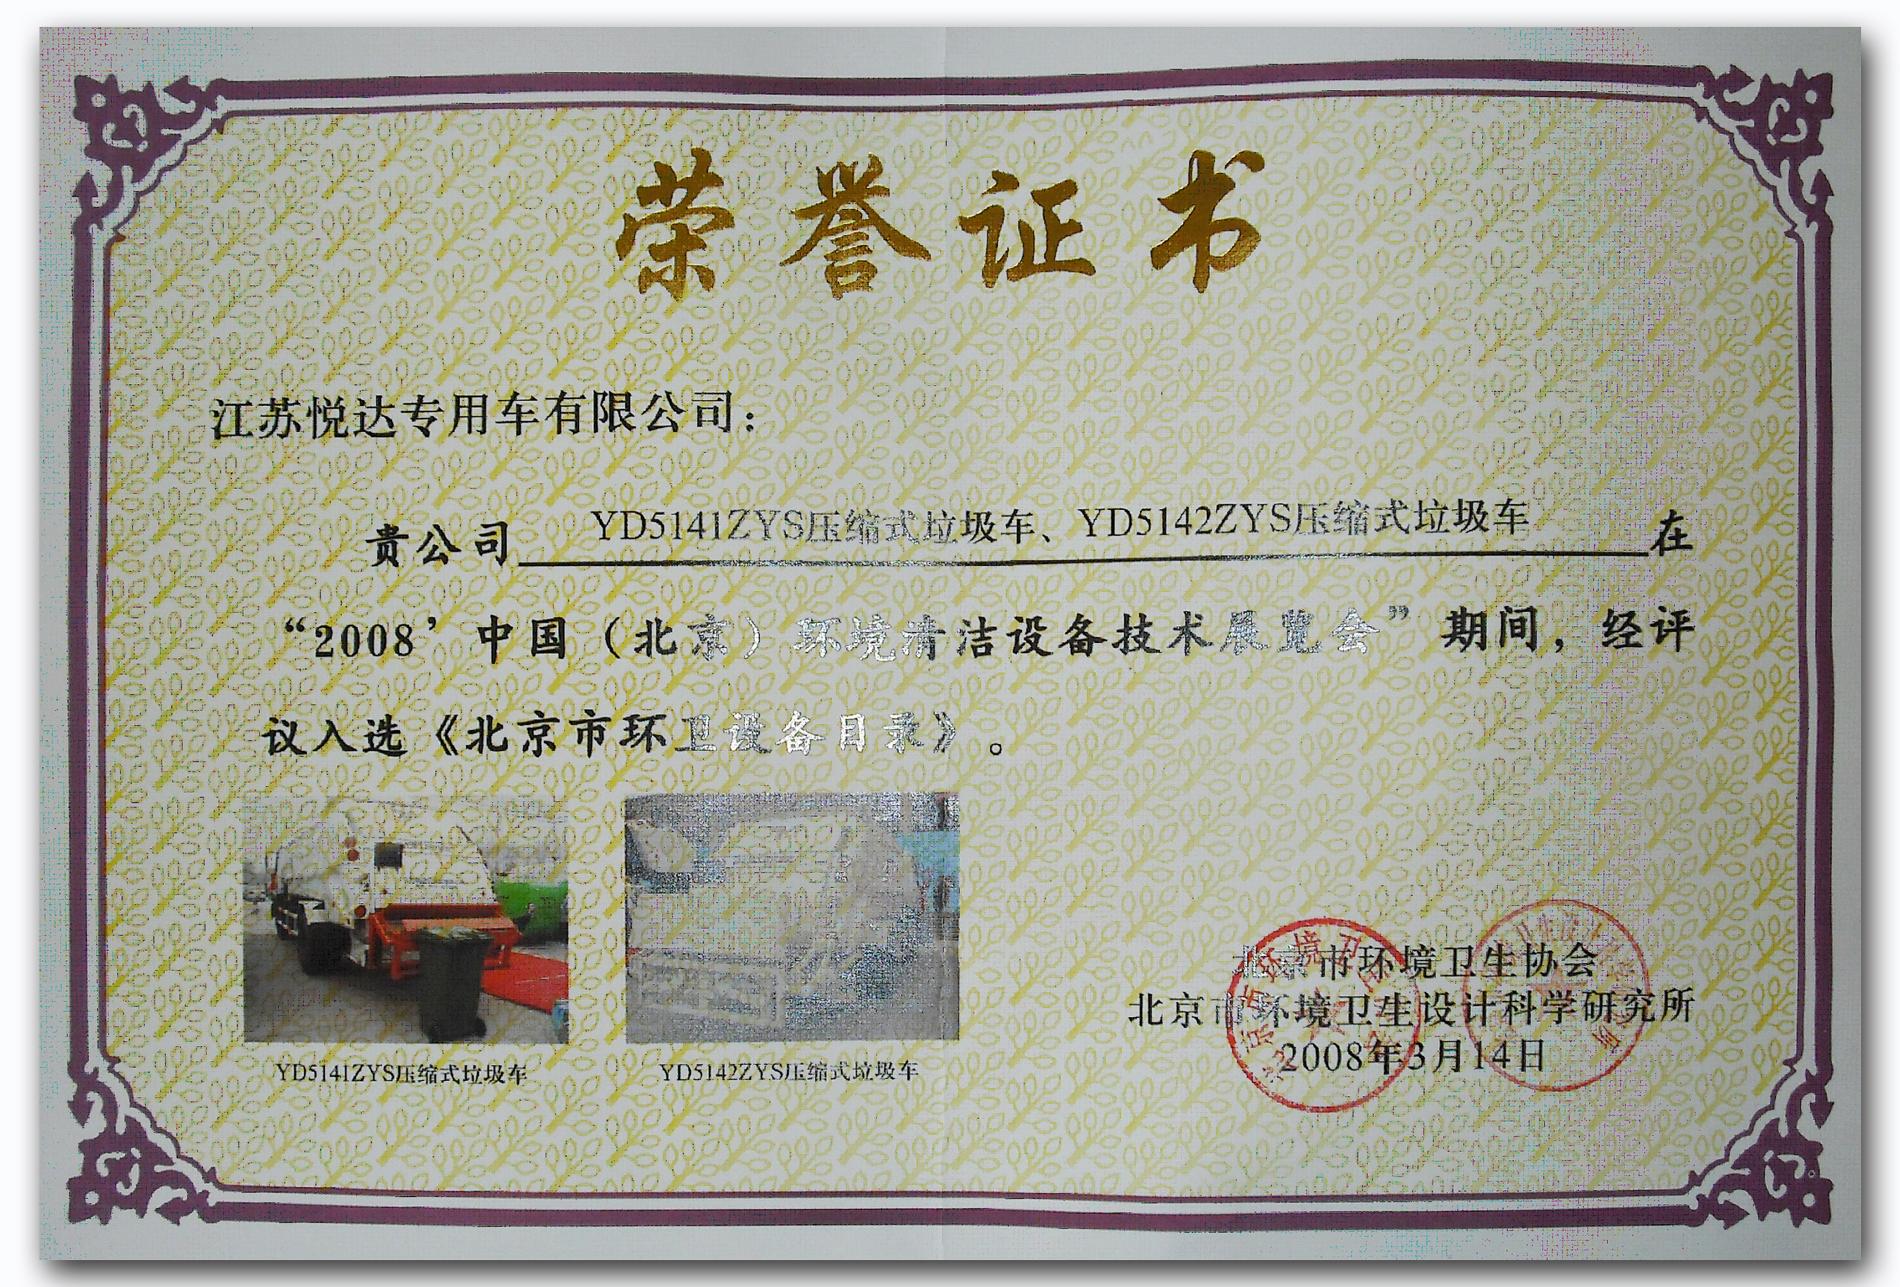 荣誉证书
江苏悦达专用车有限公司：
贵公司 YD5141ZYS压缩式垃圾车、YD5142ZYS压缩式垃圾车 在
“2008’中国（北京）环境清洁设备技术展览会”期间，经评
议入选《北京市环卫设备目录》。
YD5141ZYS压缩式垃圾车
YD5142ZYS压缩式垃圾车
北京市环境卫生协会
北京市环境卫生设计科学研究所
2008年3月14日